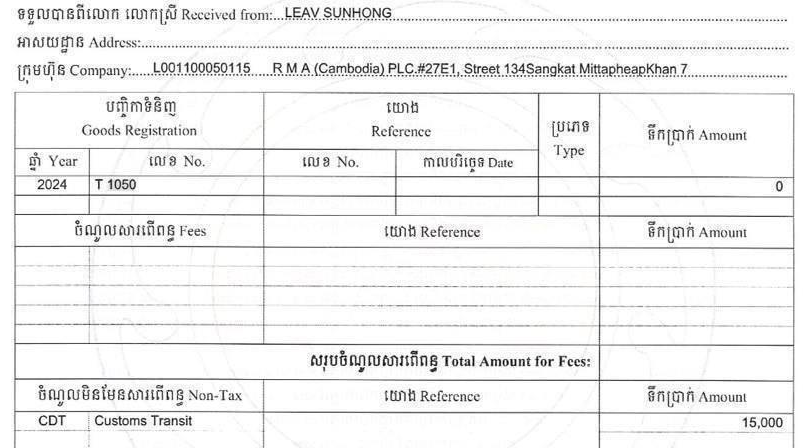 ទទួលបានពីលោក លោកស្រី Received from:...LEAV SUNHONG
អាសយដ្ឋាន Address:
ក្រុមហ៊ុន Company:....L001100050115 R M A (Cambodia) PLC.#27E1, Street 134Sangkat MittapheapKhan 7
បញ្ជិកាទំនិញ Goods Registration
យោង Reference
ប្រភេទ Type
ទឹកប្រាក់ Amount
ឆ្នាំ Year លេខ No. លេខ No. កាលបរិច្ឆេទ Date
2024 T 1050 0
ចំណូលសារពើពន្ធ Fees យោង Reference ទឹកប្រាក់ Amount
សរុបចំណូលសារពើពន្ធ Total Amount for Fees:
ចំណូលមិនមែនសារពើពន្ធ Non-Tax យោង Reference ទឹកប្រាក់ Amount
CDT Customs Transit 15,000